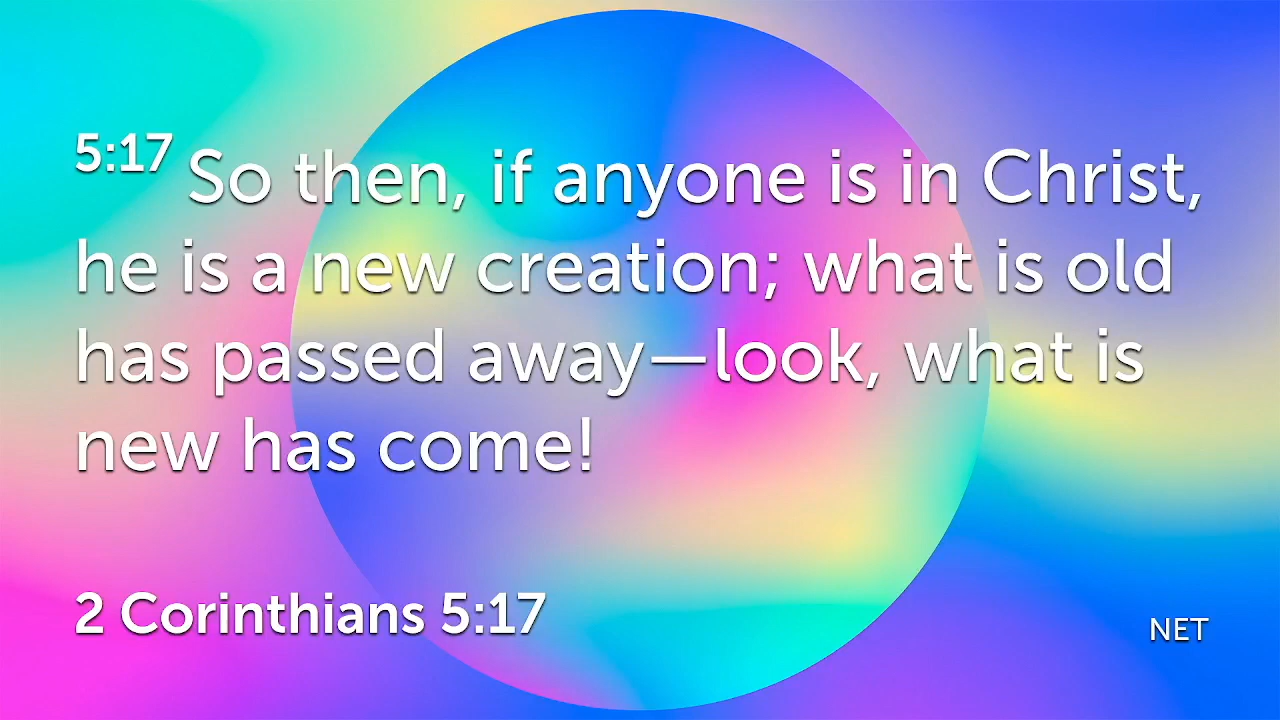 5:17 So then, if anyone is in Christ,
he is a new creation; what is old
has passed away—look, what is
new has come!
2 Corinthians 5:17
NET